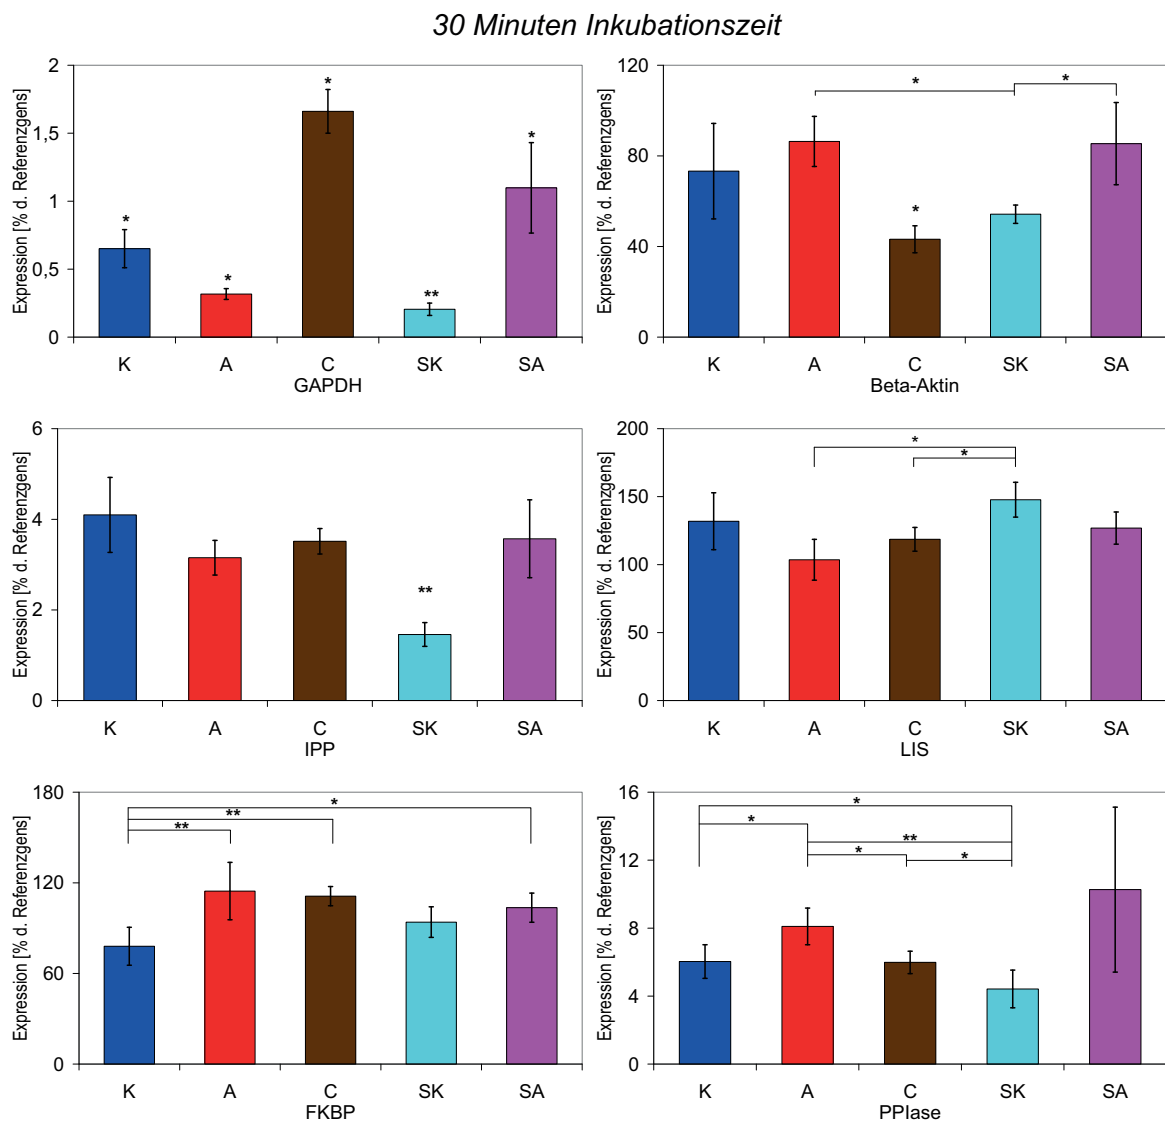 30 Minuten Inkubationszeit
Expression [% d. Referenzgens]
2
1,5
1
0,5
0
*
*
*
**
*
K A C SK SA
GAPDH
Expression [% d. Referenzgens]
120
80
40
0
*
*
*
K A C SK SA
Beta-Aktin
Expression [% d. Referenzgens]
6
4
2
0
**
K A C SK SA
IPP
Expression [% d. Referenzgens]
200
150
100
50
0
*
*
K A C SK SA
LIS
Expression [% d. Referenzgens]
180
120
60
0
*
**
**
K A C SK SA
FKBP
Expression [% d. Referenzgens]
16
12
8
4
0
*
*
**
*
*
K A C SK SA
PPIase